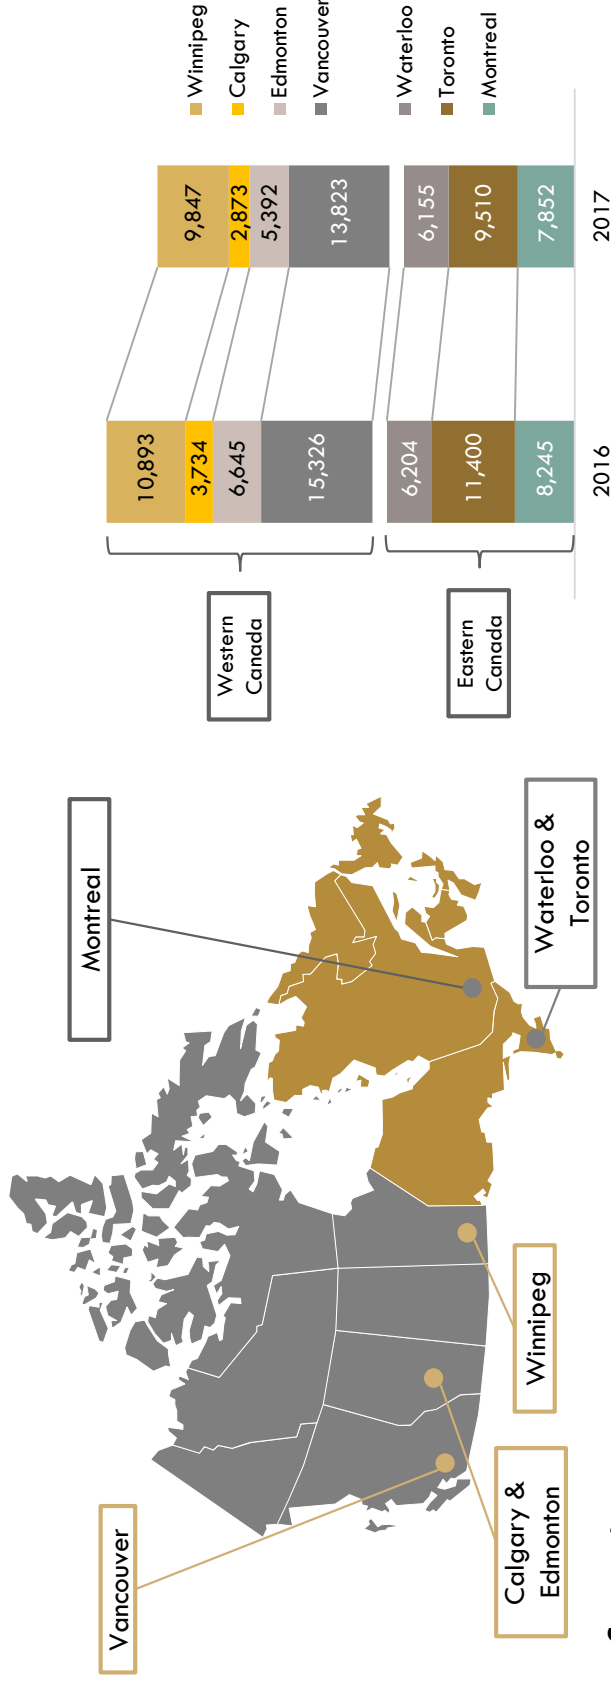 Vancouver
Calgary &
Edmonton
Winnipeg
Montreal
Waterloo &
Toronto
Western
Canada
Eastern
Canada
10,893
3,734
6,645
15,326
6,204
11,400
8,245
2016
9,847
2,873
5,392
13,823
6,155
9,510
7,852
2017
Winnipeg
Calgary
Edmonton
Vancouver
Waterloo
Toronto
Montreal